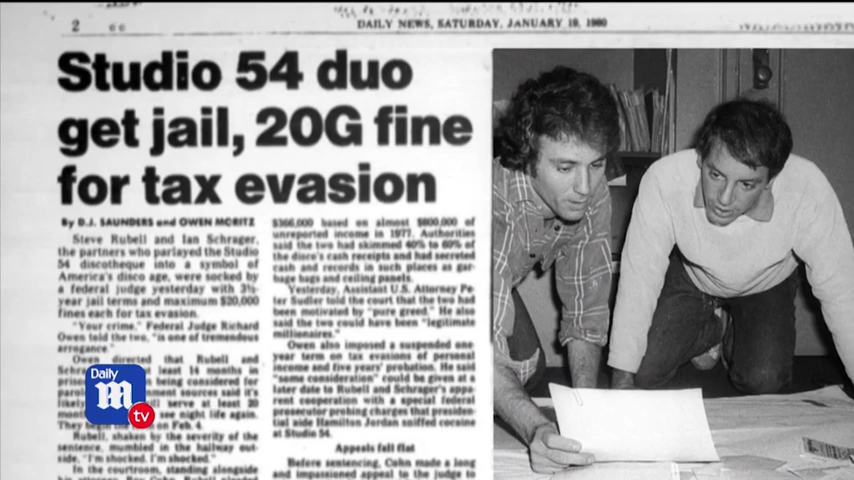 2
DAILY NEWS, SATURDAY, JANUARY 19, 1980
Studio 54 duo
get jail, 20G fine
for tax evasion
By D.J. SAUNDERS and OWEN MORITZ
Steve Rubell and Ian Schrager,
the partners who parlayed the Studio
54 discotheque into a symbol of
America's disco age, were socked by
a federal judge yesterday with 3½-
year jail terms and maximum $20,000
fines each for tax evasion.
"Your crime," Federal Judge Richard
Owen told the two, "is one of tremendous
arrogance."
Owen directed that Rubell and
least 14 months in
being considered for
ment sources said it's
serve at least 20
see night life again.
on Feb. 4.
Rubell, shaken by the severity of the
sentence, mumbled in the hallway out-
side, "I'm shocked. I'm shocked."
In the courtroom, standing alongside
his attorney, Roy Cohn, Rubell pleaded
$366,000 based on almost $800,000 of
unreported income in 1977. Authorities
said the two had skimmed 40% to 60% of
the disco's cash receipts and had secreted
cash and records in such places as gar-
bage bags and ceiling panels.
Yesterday, Assistant U.S. Attorney Pe-
ter Sudler told the court that the two had
been motivated by "pure greed." He also
said the two could have been "legitimate
millionaires."
Owen also imposed a suspended one-
year term on tax evasions of personal
income and five years' probation. He said
"some consideration" could be given at a
later date to Rubell and Schrager's appa-
rent cooperation with a special federal
prosecutor probing charges that presiden-
tial aide Hamilton Jordan sniffed cocaine
at Studio 54.
Appeals fall flat
Before sentencing, Cohn made a long
and impassioned appeal to the judge to
Daily
M
tv